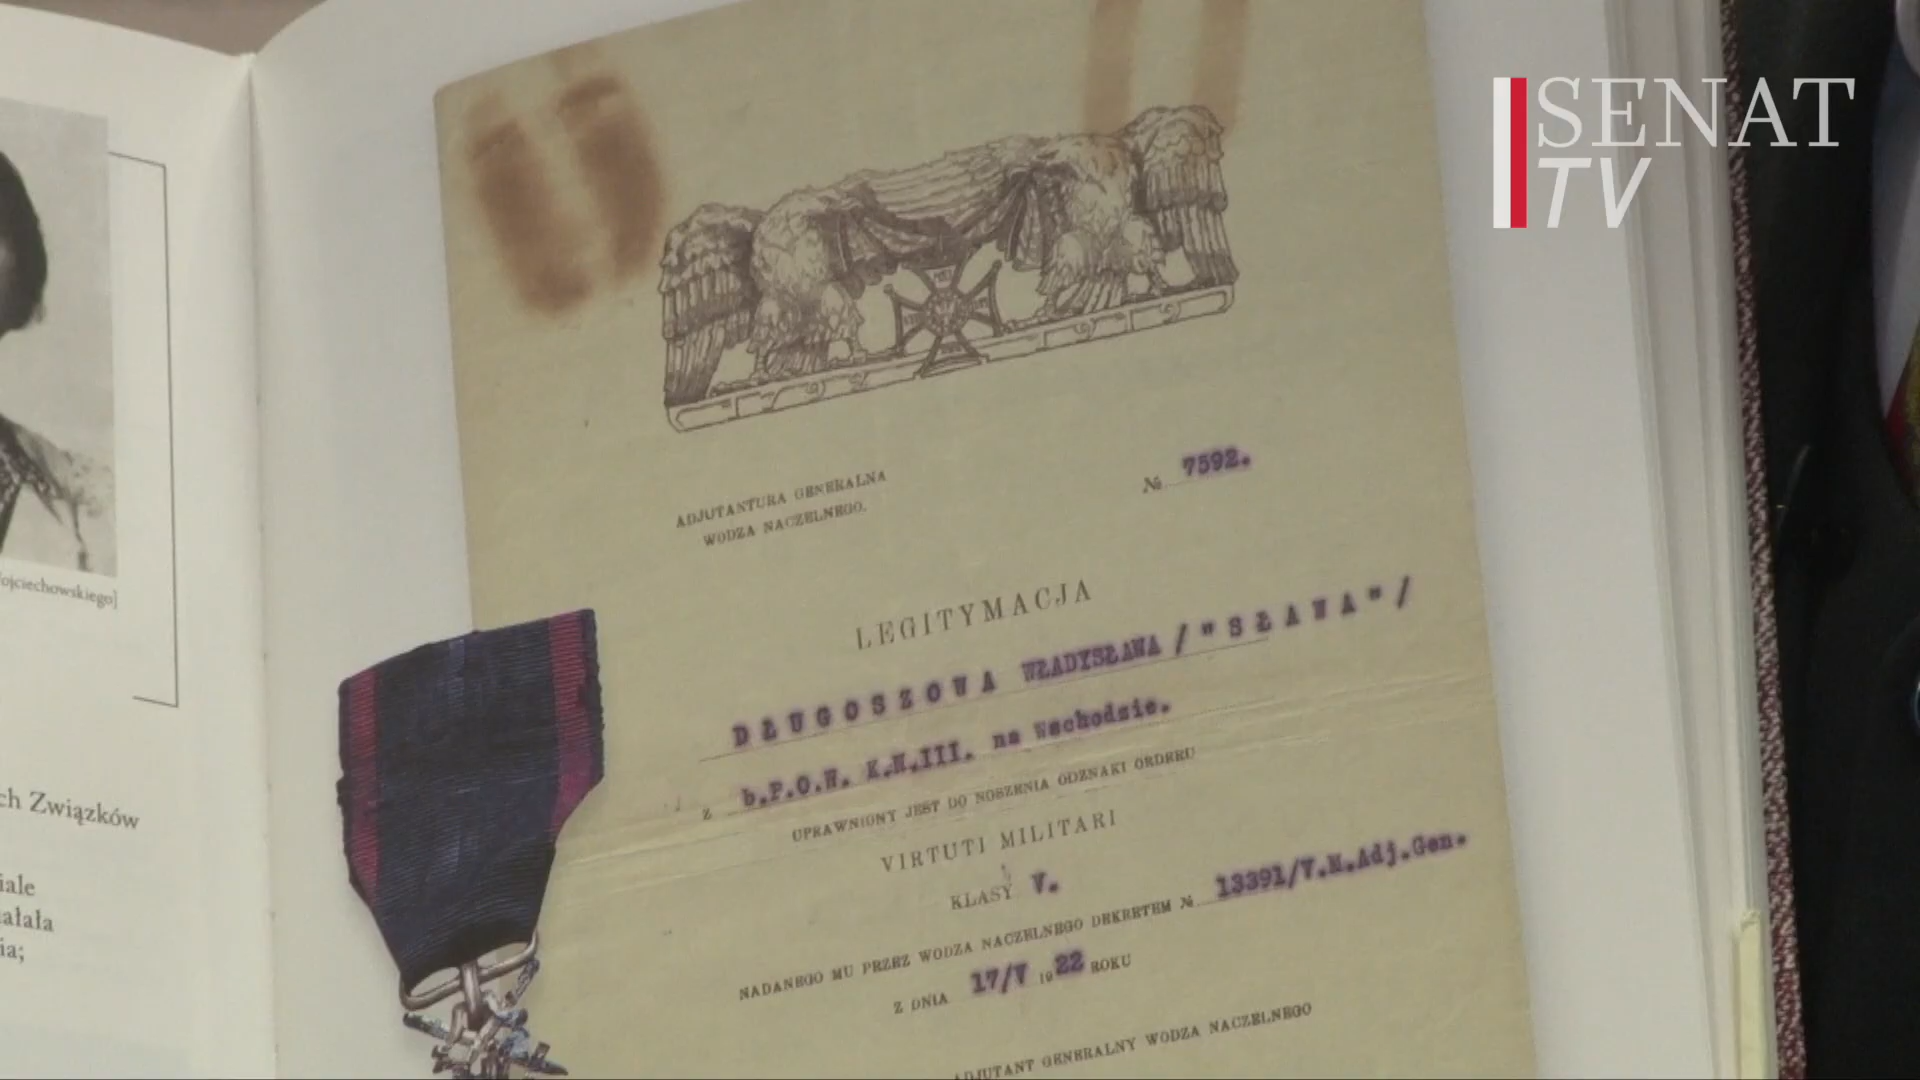 SENAT
TV
ojciechowskiego]
ch Związków
iale
ałała
ia;
ADJUTANTURA GENERALNA
WODZA NACZELNEGO.
№ 7592.
LEGITYMACJA
DŁUGOSZOWA WŁADYSŁAWA /"SŁAWA"/
z b.P.O.W. K.N.III. na Wschodzie.
UPRAWNIONY JEST DO NOSZENIA ODZNAKI ORDERU
VIRTUTI MILITARI
KLASY V.
NADANEGO MU PRZEZ WODZA NACZELNEGO DEKRETEM № 13391/V.M.Adj.Gen.
Z DNIA 17/V 1922 ROKU
ADJUTANT GENERALNY WODZA NACZELNEGO